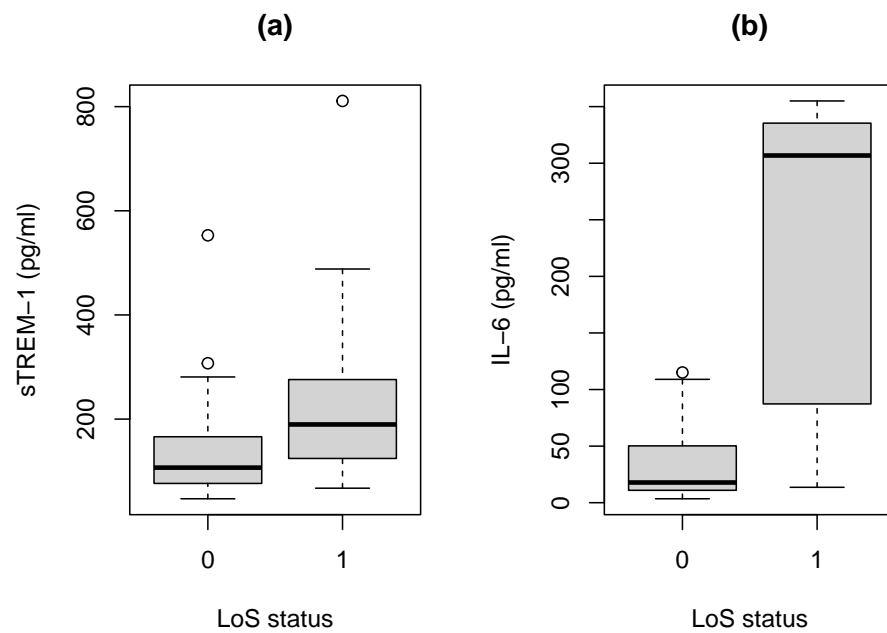 (a)
sTREM−1 (pg/ml)
800
600
400
200
0 1
LoS status
(b)
IL−6 (pg/ml)
300
200
100
50
0
0 1
LoS status